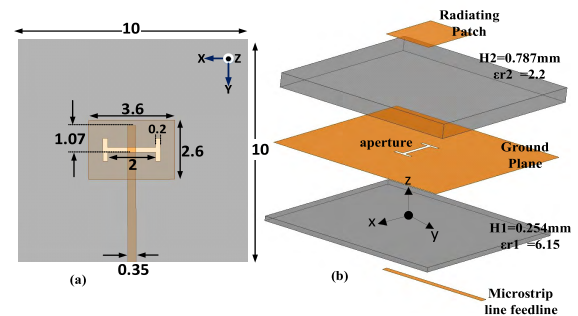 10
X Z
Y
3.6
0.2
1.07
2
2.6
10
0.35
(a)
Radiating
Patch
H2=0.787mm
εr2 =2.2
aperture
Ground
Plane
z
x
y
H1=0.254mm
εr1 =6.15
(b)
Microstrip
line feedline